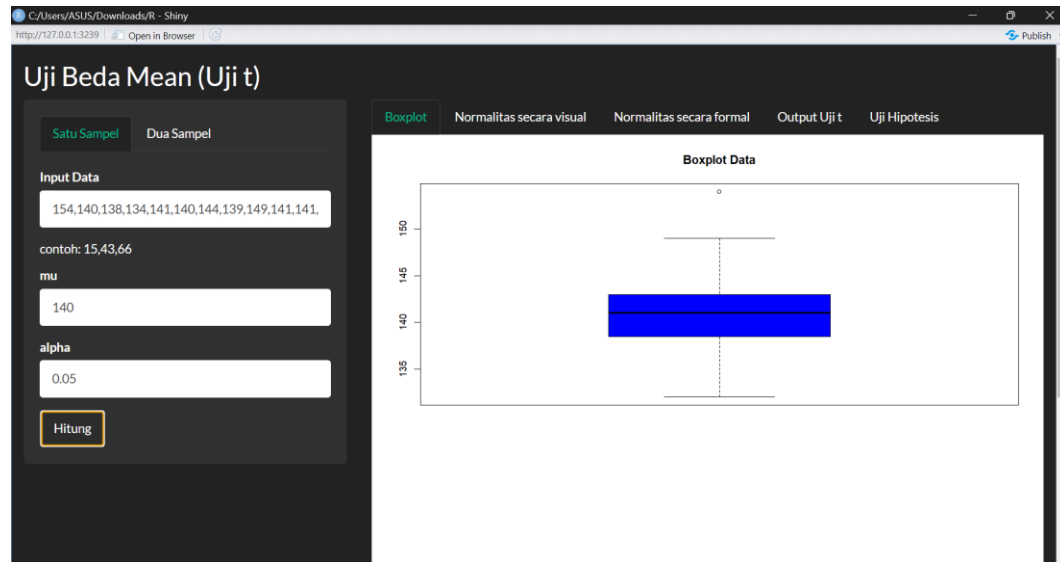 C:/Users/ASUS/Downloads/R - Shiny
http://127.0.0.1:3239 Open in Browser Publish
Uji Beda Mean (Uji t)
Satu Sampel Dua Sampel
Input Data
154,140,138,134,141,140,144,139,149,141,141,
contoh: 15,43,66
mu
140
alpha
0.05
Hitung
Boxplot Normalitas secara visual Normalitas secara formal Output Uji t Uji Hipotesis
Boxplot Data
150
145
140
135